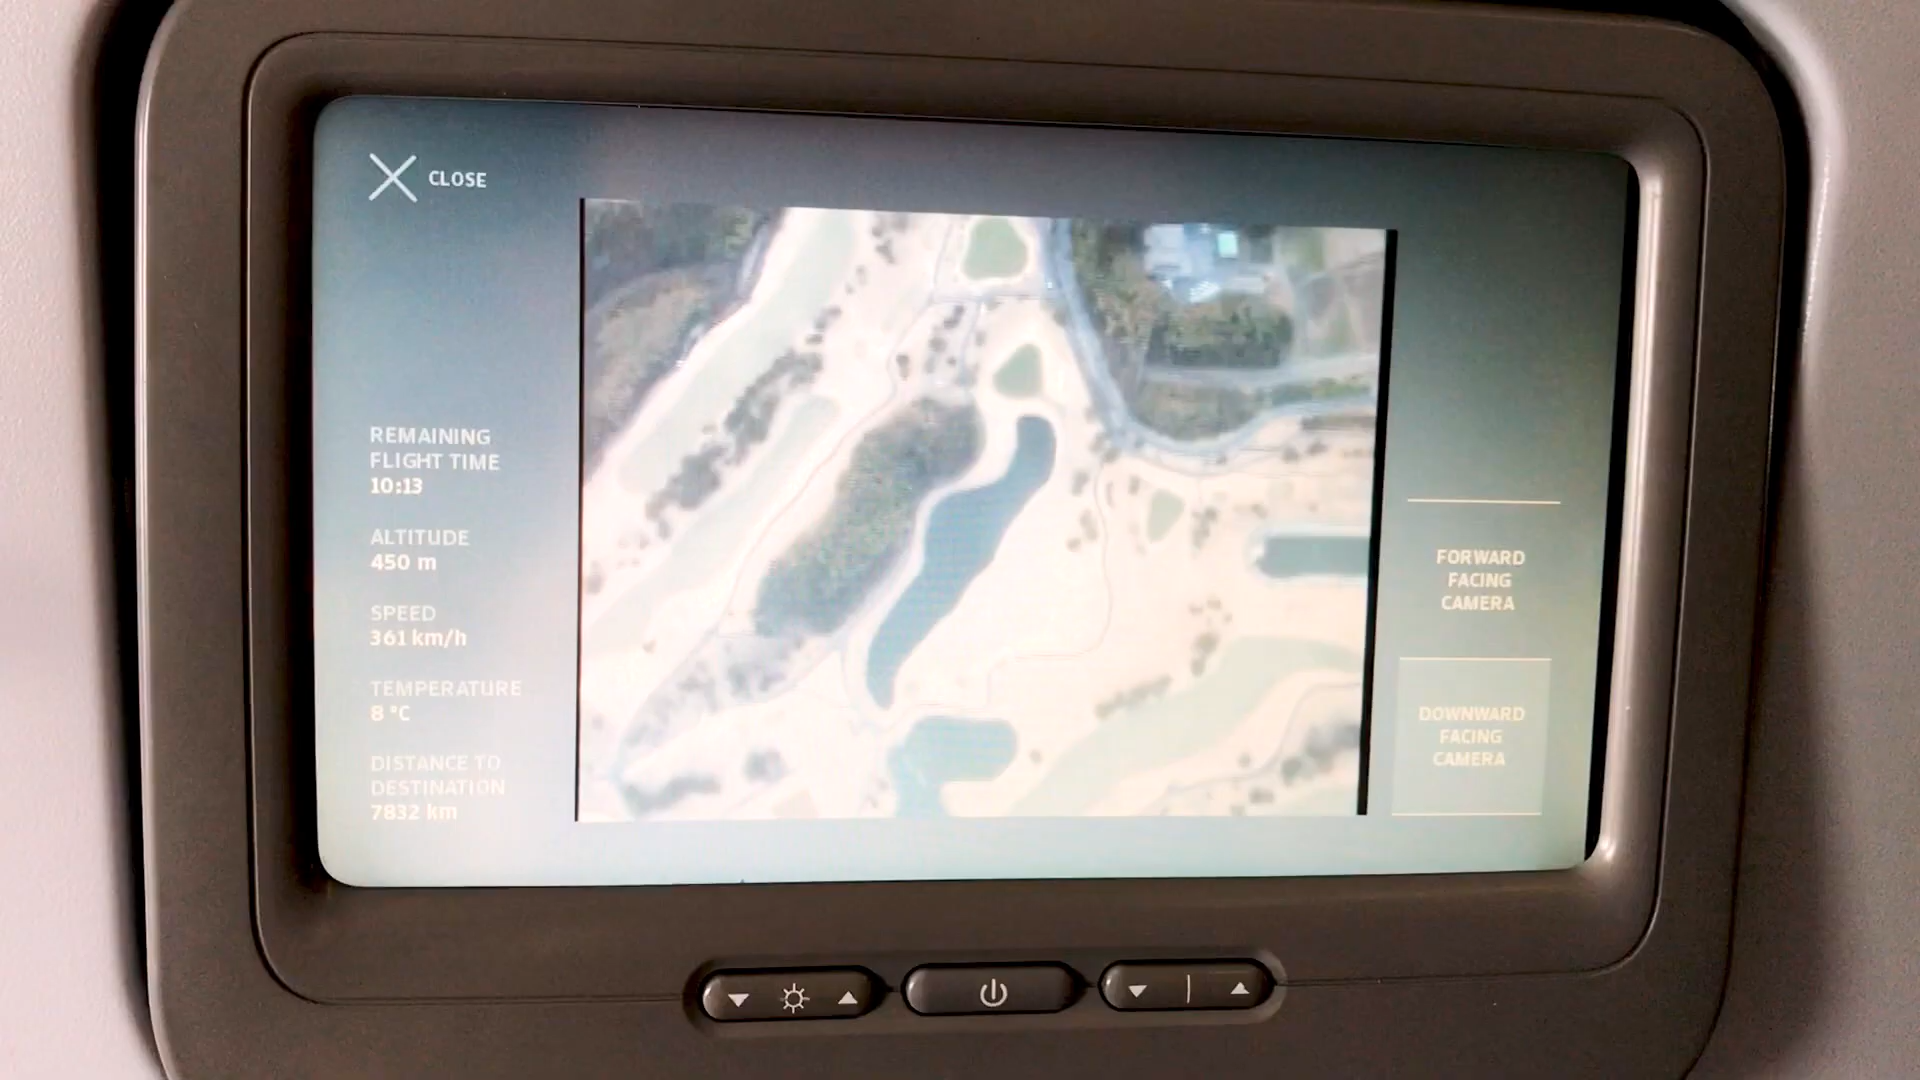 CLOSE
REMAINING
FLIGHT TIME
10:13
ALTITUDE
450 m
SPEED
361 km/h
TEMPERATURE
8 °C
DISTANCE TO
DESTINATION
7832 km
FORWARD
FACING
CAMERA
DOWNWARD
FACING
CAMERA